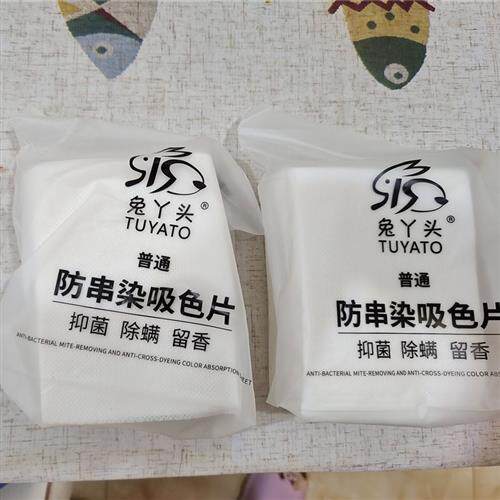 兔丫头®
TUYATO
普通
防串染吸色片
抑菌 除螨 留香
ANTI-BACTERIAL MITE-REMOVING AND ANTI-CROSS-DYEING COLOR ABSORPTION SHEET
兔丫头®
TUYATO
普通
防串染吸色片
抑菌 除螨 留香
ANTI-BACTERIAL MITE-REMOVING AND ANTI-CROSS-DYEING COLOR